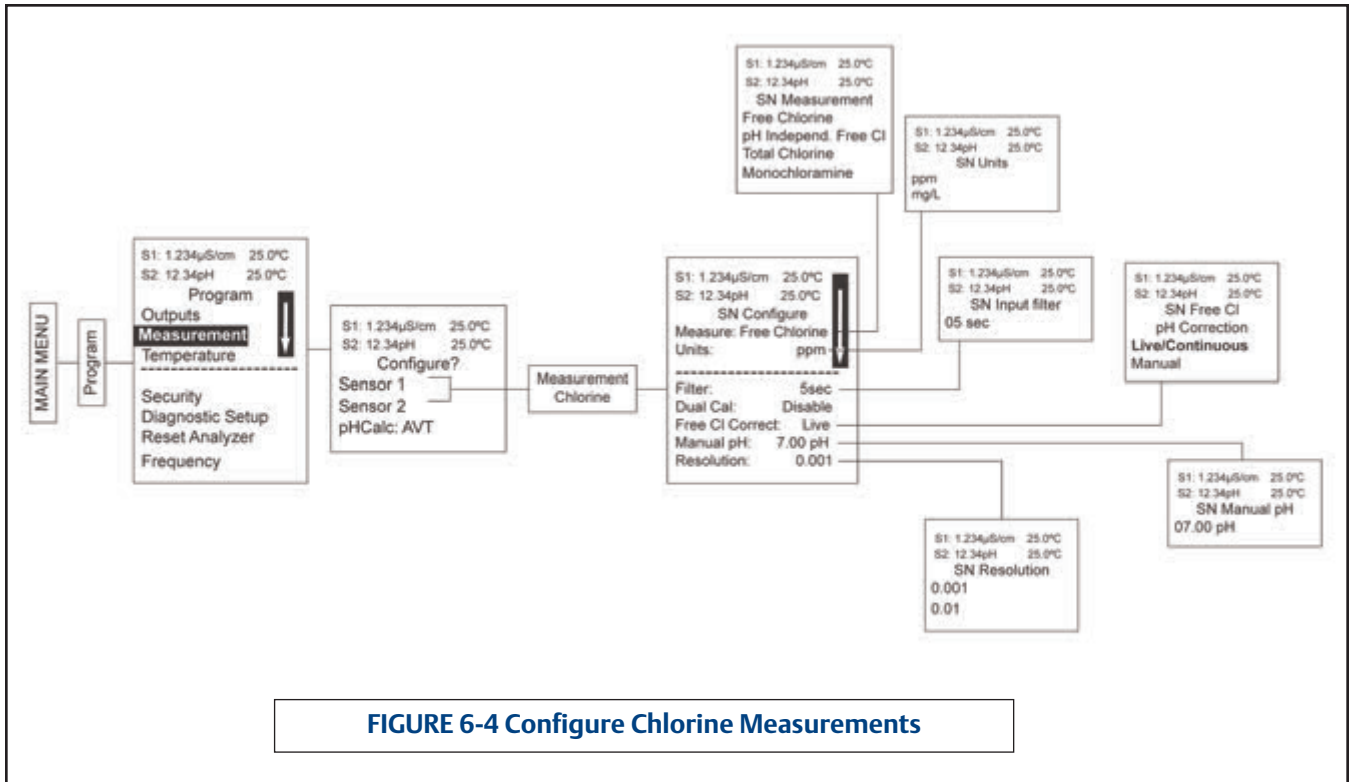 S1: 1.234µS/cm 25.0ºC
S2: 12.34pH 25.0ºC
SN Measurement
Free Chlorine
pH Independ. Free Cl
Total Chlorine
Monochloramine
S1: 1.234µS/cm 25.0ºC
S2: 12.34pH 25.0ºC
SN Units
ppm
mg/L
MAIN MENU
Program
S1: 1.234µS/cm 25.0ºC
S2: 12.34pH 25.0ºC
Program
Outputs
Measurement
Temperature
Security
Diagnostic Setup
Reset Analyzer
Frequency
S1: 1.234µS/cm 25.0ºC
S2: 12.34pH 25.0ºC
Configure?
Sensor 1
Sensor 2
pHCalc: AVT
Measurement
Chlorine
S1: 1.234µS/cm 25.0ºC
S2: 12.34pH 25.0ºC
SN Configure
Measure: Free Chlorine
Units: ppm
Filter: 5sec
Dual Cal: Disable
Free Cl Correct: Live
Manual pH: 7.00 pH
Resolution: 0.001
S1: 1.234µS/cm 25.0ºC
S2: 12.34pH 25.0ºC
SN Input filter
05 sec
S1: 1.234µS/cm 25.0ºC
S2: 12.34pH 25.0ºC
SN Free Cl
pH Correction
Live/Continuous
Manual
S1: 1.234µS/cm 25.0ºC
S2: 12.34pH 25.0ºC
SN Manual pH
07.00 pH
S1: 1.234µS/cm 25.0ºC
S2: 12.34pH 25.0ºC
SN Resolution
0.001
0.01
FIGURE 6-4 Configure Chlorine Measurements